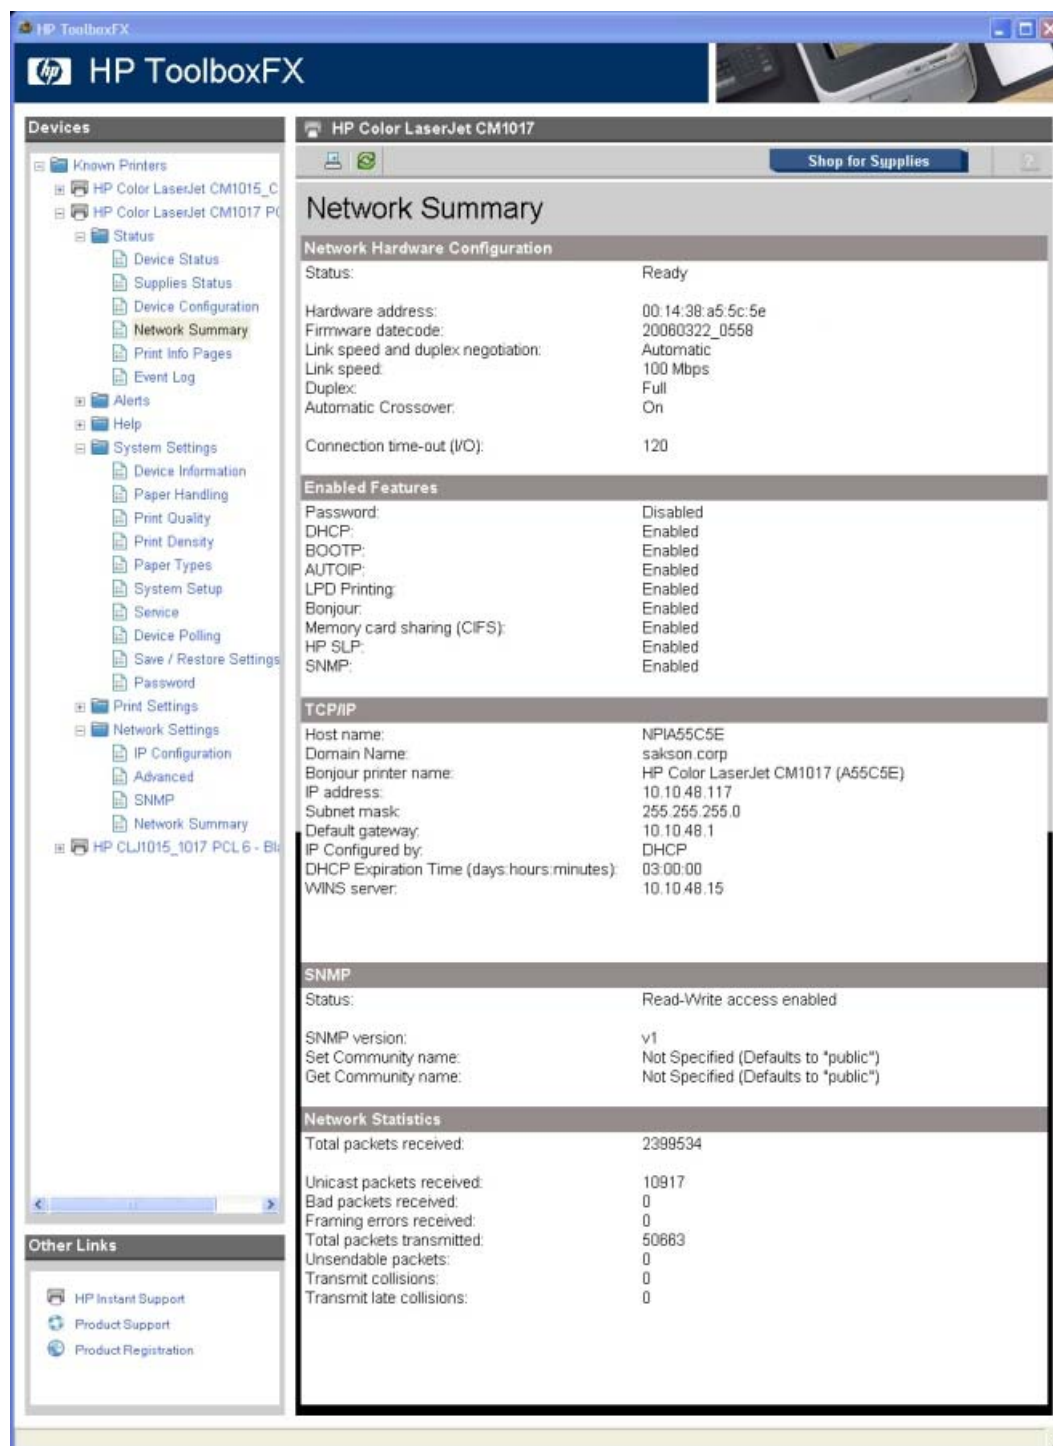 HP ToolboxFX
hp HP ToolboxFX
Devices
Known Printers
HP Color LaserJet CM1015_C
HP Color LaserJet CM1017 PC
Status
Device Status
Supplies Status
Device Configuration
Network Summary
Print Info Pages
Event Log
Alerts
Help
System Settings
Device Information
Paper Handling
Print Quality
Print Density
Paper Types
System Setup
Service
Device Polling
Save / Restore Settings
Password
Print Settings
Network Settings
IP Configuration
Advanced
SNMP
Network Summary
HP CLJ1015_1017 PCL 6 - Bla
Other Links
HP Instant Support
Product Support
Product Registration
HP Color LaserJet CM1017
Shop for Supplies ?
Network Summary
Network Hardware Configuration
Status: Ready
Hardware address: 00:14:38:a5:5c:5e
Firmware datecode: 20060322_0558
Link speed and duplex negotiation: Automatic
Link speed: 100 Mbps
Duplex: Full
Automatic Crossover: On
Connection time-out (I/O): 120
Enabled Features
Password: Disabled
DHCP: Enabled
BOOTP: Enabled
AUTOIP: Enabled
LPD Printing: Enabled
Bonjour: Enabled
Memory card sharing (CIFS): Enabled
HP SLP: Enabled
SNMP: Enabled
TCP/IP
Host name: NPIA55C5E
Domain Name: sakson.corp
Bonjour printer name: HP Color LaserJet CM1017 (A55C5E)
IP address: 10.10.48.117
Subnet mask: 255.255.255.0
Default gateway: 10.10.48.1
IP Configured by: DHCP
DHCP Expiration Time (days:hours:minutes): 03:00:00
WINS server: 10.10.48.15
SNMP
Status: Read-Write access enabled
SNMP version: v1
Set Community name: Not Specified (Defaults to "public")
Get Community name: Not Specified (Defaults to "public")
Network Statistics
Total packets received: 2399534
Unicast packets received: 10917
Bad packets received: 0
Framing errors received: 0
Total packets transmitted: 50663
Unsendable packets: 0
Transmit collisions: 0
Transmit late collisions: 0